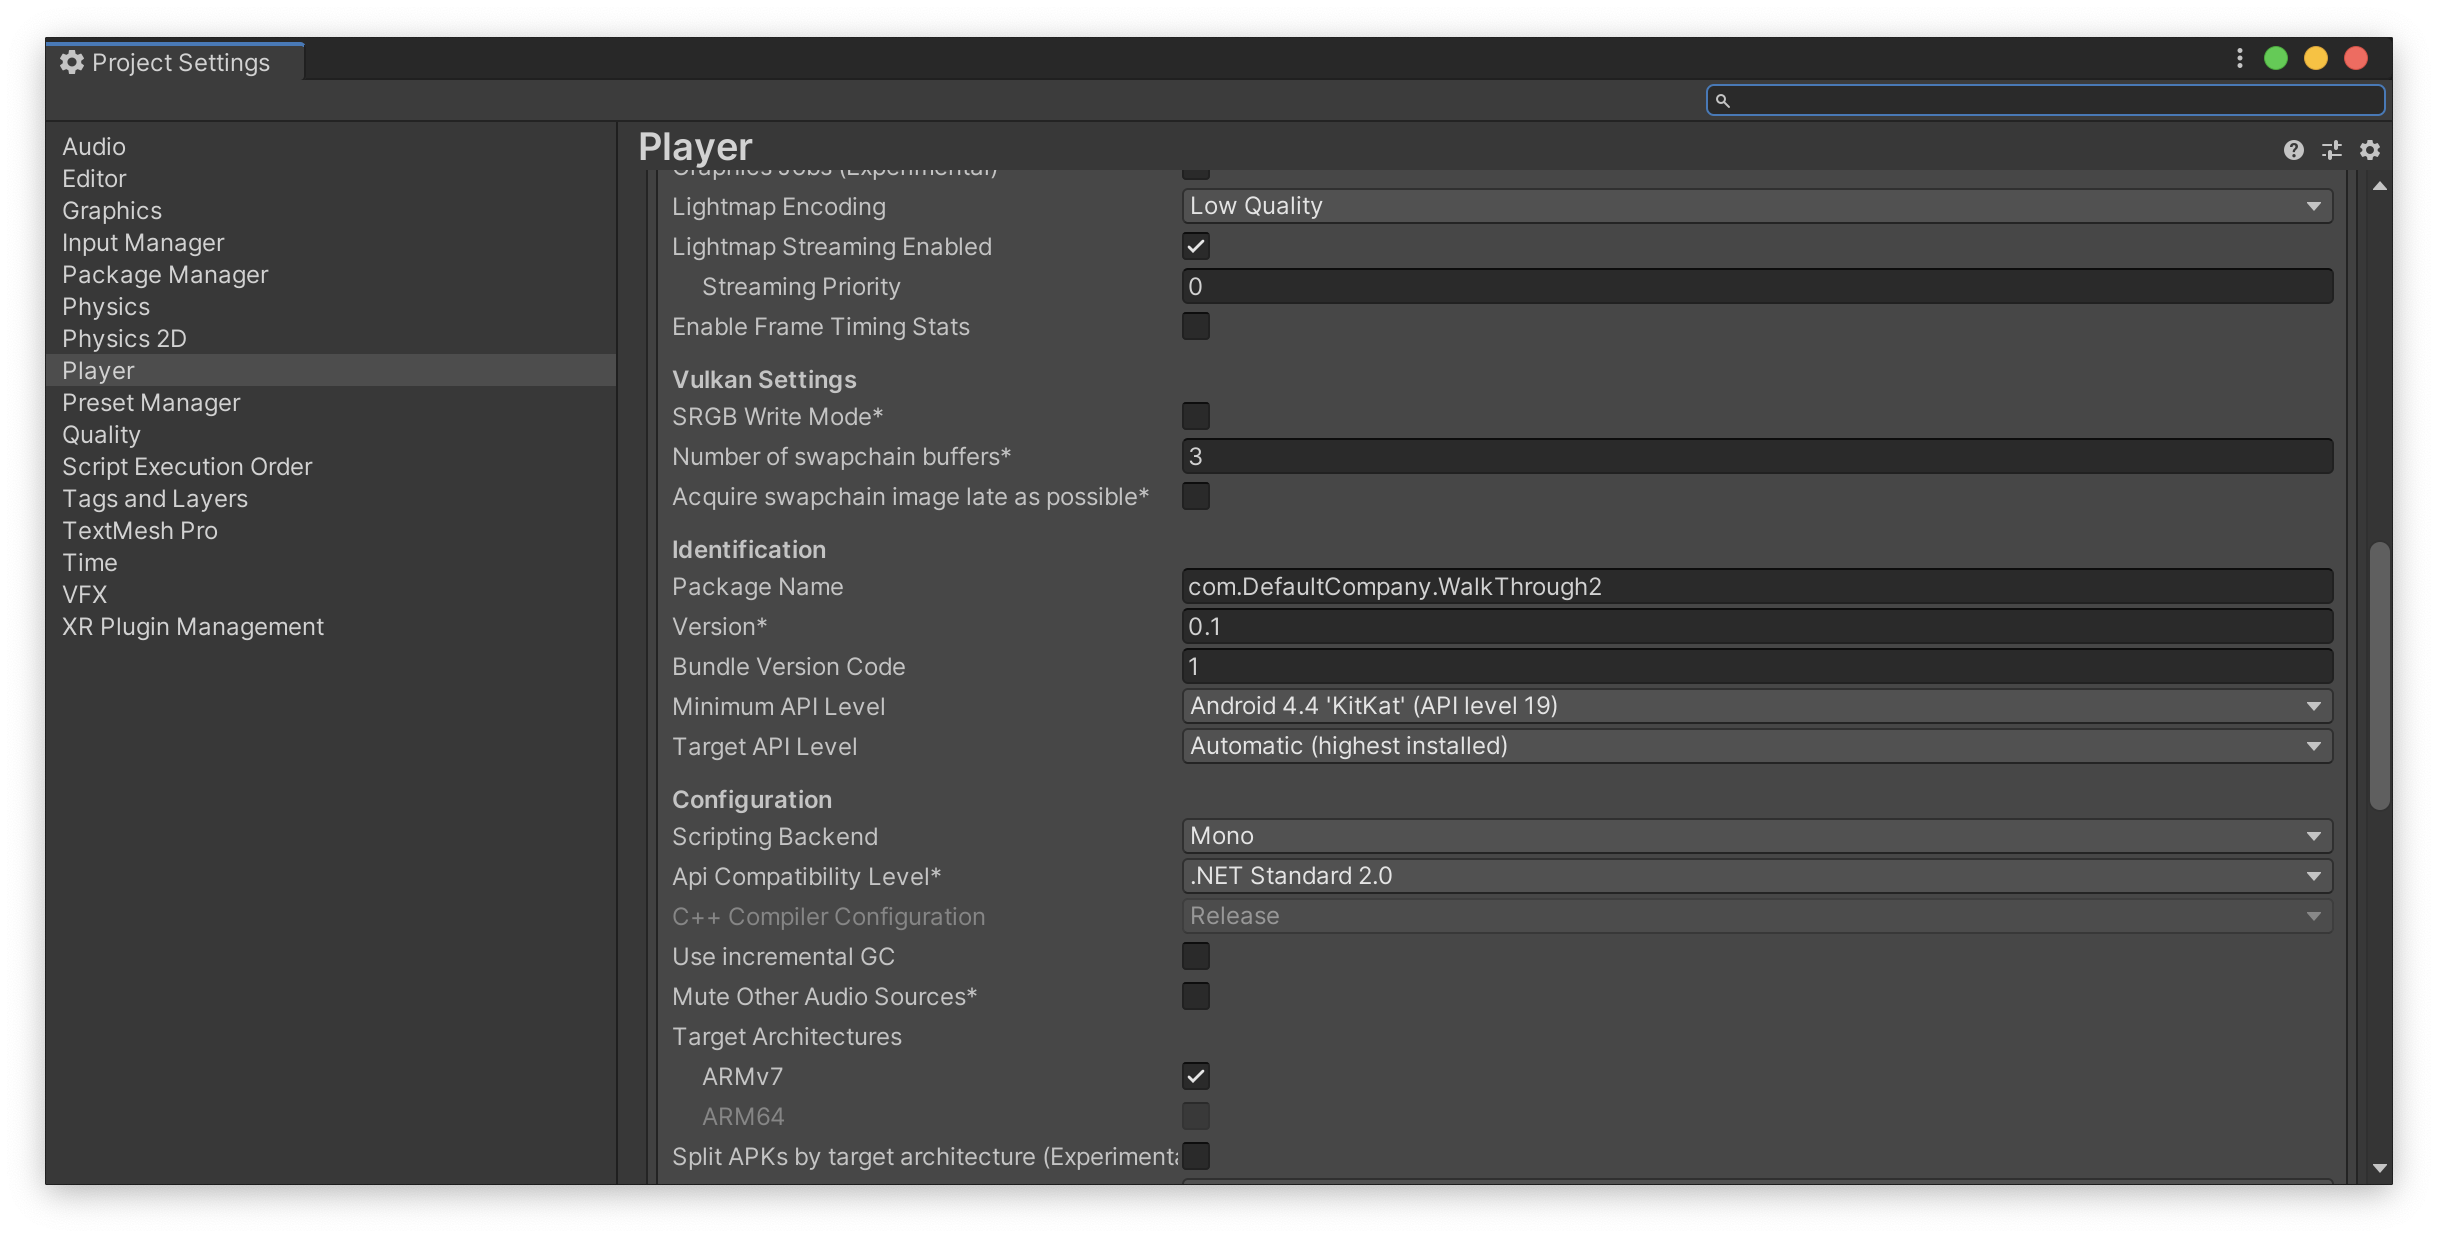 Project Settings
Audio
Editor
Graphics
Input Manager
Package Manager
Physics
Physics 2D
Player
Preset Manager
Quality
Script Execution Order
Tags and Layers
TextMesh Pro
Time
VFX
XR Plugin Management
Player
Graphics Jobs (Experimental)
Lightmap Encoding Low Quality
Lightmap Streaming Enabled
Streaming Priority 0
Enable Frame Timing Stats
Vulkan Settings
SRGB Write Mode*
Number of swapchain buffers* 3
Acquire swapchain image late as possible*
Identification
Package Name com.DefaultCompany.WalkThrough2
Version* 0.1
Bundle Version Code 1
Minimum API Level Android 4.4 'KitKat' (API level 19)
Target API Level Automatic (highest installed)
Configuration
Scripting Backend Mono
Api Compatibility Level* .NET Standard 2.0
C++ Compiler Configuration Release
Use incremental GC
Mute Other Audio Sources*
Target Architectures
ARMv7
ARM64
Split APKs by target architecture (Experimenta